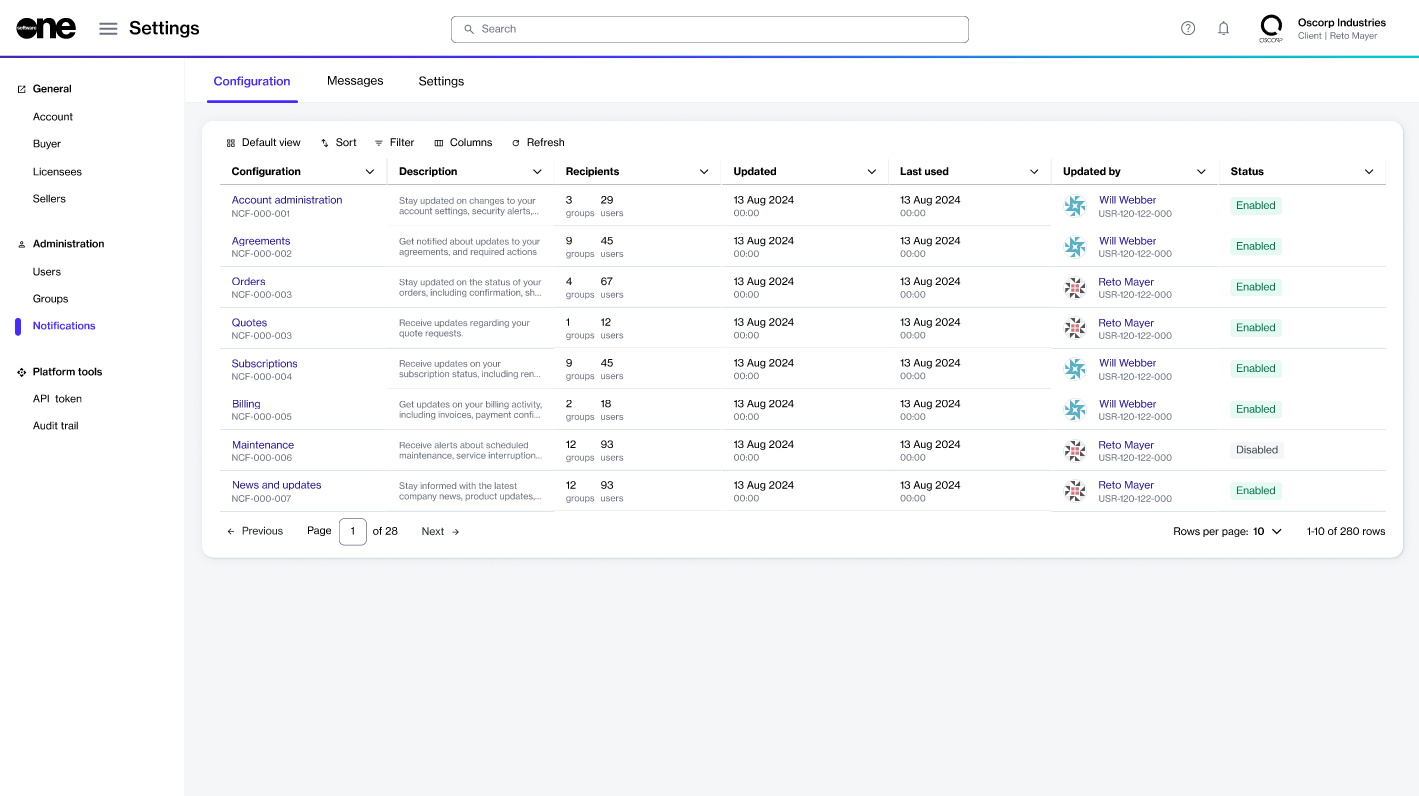 software one
Settings
Search
Oscorp Industries
Client | Reto Mayer
OSCORP
General
Account
Buyer
Licensees
Sellers
Administration
Users
Groups
Notifications
Platform tools
API token
Audit trail
Configuration Messages Settings
Default view Sort Filter Columns Refresh
Configuration Description Recipients Updated Last used Updated by Status
Account administration Stay updated on changes to your 3 29 13 Aug 2024 13 Aug 2024 Will Webber Enabled
NCF-000-001 account settings, security alerts,... groups users 00:00 00:00 USR-120-122-000
Agreements Get notified about updates to your 9 45 13 Aug 2024 13 Aug 2024 Will Webber Enabled
NCF-000-002 agreements, and required actions groups users 00:00 00:00 USR-120-122-000
Orders Stay updated on the status of your 4 67 13 Aug 2024 13 Aug 2024 Reto Mayer Enabled
NCF-000-003 orders, including confirmation, sh... groups users 00:00 00:00 USR-120-122-000
Quotes Receive updates regarding your 1 12 13 Aug 2024 13 Aug 2024 Reto Mayer Enabled
NCF-000-003 quote requests. groups users 00:00 00:00 USR-120-122-000
Subscriptions Receive updates on your 9 45 13 Aug 2024 13 Aug 2024 Will Webber Enabled
NCF-000-004 subscription status, including ren... groups users 00:00 00:00 USR-120-122-000
Billing Get updates on your billing activity, 2 18 13 Aug 2024 13 Aug 2024 Will Webber Enabled
NCF-000-005 including invoices, payment confi... groups users 00:00 00:00 USR-120-122-000
Maintenance Receive alerts about scheduled 12 93 13 Aug 2024 13 Aug 2024 Reto Mayer Disabled
NCF-000-006 maintenance, service interruption... groups users 00:00 00:00 USR-120-122-000
News and updates Stay informed with the latest 12 93 13 Aug 2024 13 Aug 2024 Reto Mayer Enabled
NCF-000-007 company news, product updates,... groups users 00:00 00:00 USR-120-122-000
Previous Page 1 of 28 Next Rows per page: 10 1-10 of 280 rows